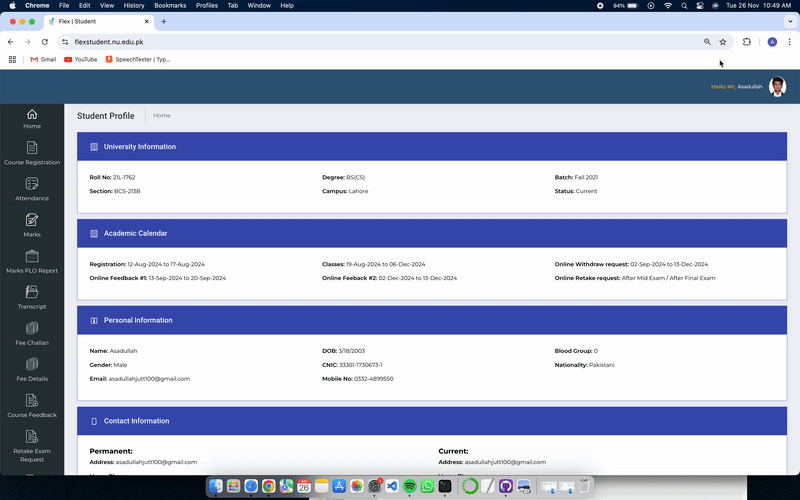 Chrome File Edit View History Bookmarks Profiles Tab Window Help 94% Tue 26 Nov 10:49 AM
Flex | Student
flexstudent.nu.edu.pk
A
Gmail YouTube SpeechTexter | Typ...
Hello Mr, Asadullah
Home
Course Registration
Attendance
Marks
Marks PLO Report
Transcript
Fee Challan
Fee Details
Course Feedback
Retake Exam
Request
Student Profile Home
University Information
Roll No: 21L-1762 Degree: BS(CS) Batch: Fall 2021
Section: BCS-213B Campus: Lahore Status: Current
Academic Calendar
Registration: 12-Aug-2024 to 17-Aug-2024 Classes: 19-Aug-2024 to 06-Dec-2024 Online Withdraw request: 02-Sep-2024 to 13-Dec-2024
Online Feedback #1: 13-Sep-2024 to 20-Sep-2024 Online Feeback #2: 02-Dec-2024 to 13-Dec-2024 Online Retake request: After Mid Exam / After Final Exam
Personal Information
Name: Asadullah DOB: 3/18/2003 Blood Group: 0
Gender: Male CNIC: 33301-1730673-1 Nationality: Pakistani
Email: asadullahjutt100@gmail.com Mobile No: 0332-4899550
Contact Information
Permanent: Current:
Address: asadullahjutt100@gmail.com Address: asadullahjutt100@gmail.com
26